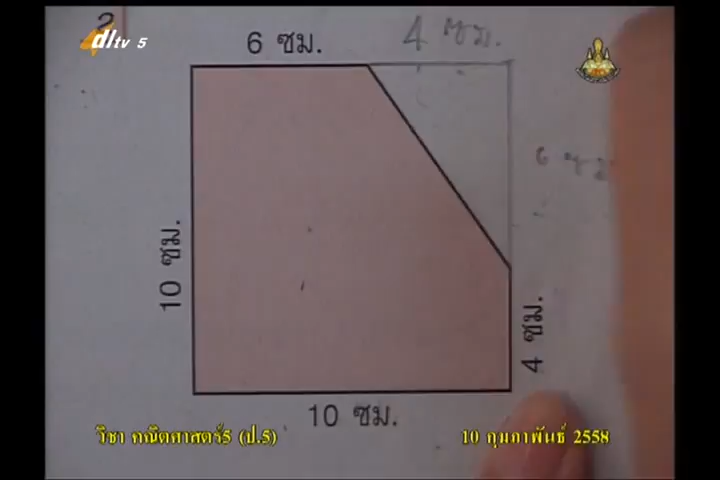 2
dltv 5
6 ซม.
4 ซม.
10 ซม.
4 ซม.
10 ซม.
วิชา คณิตศาสตร์5 (ป.5)
10 กุมภาพันธ์ 2558